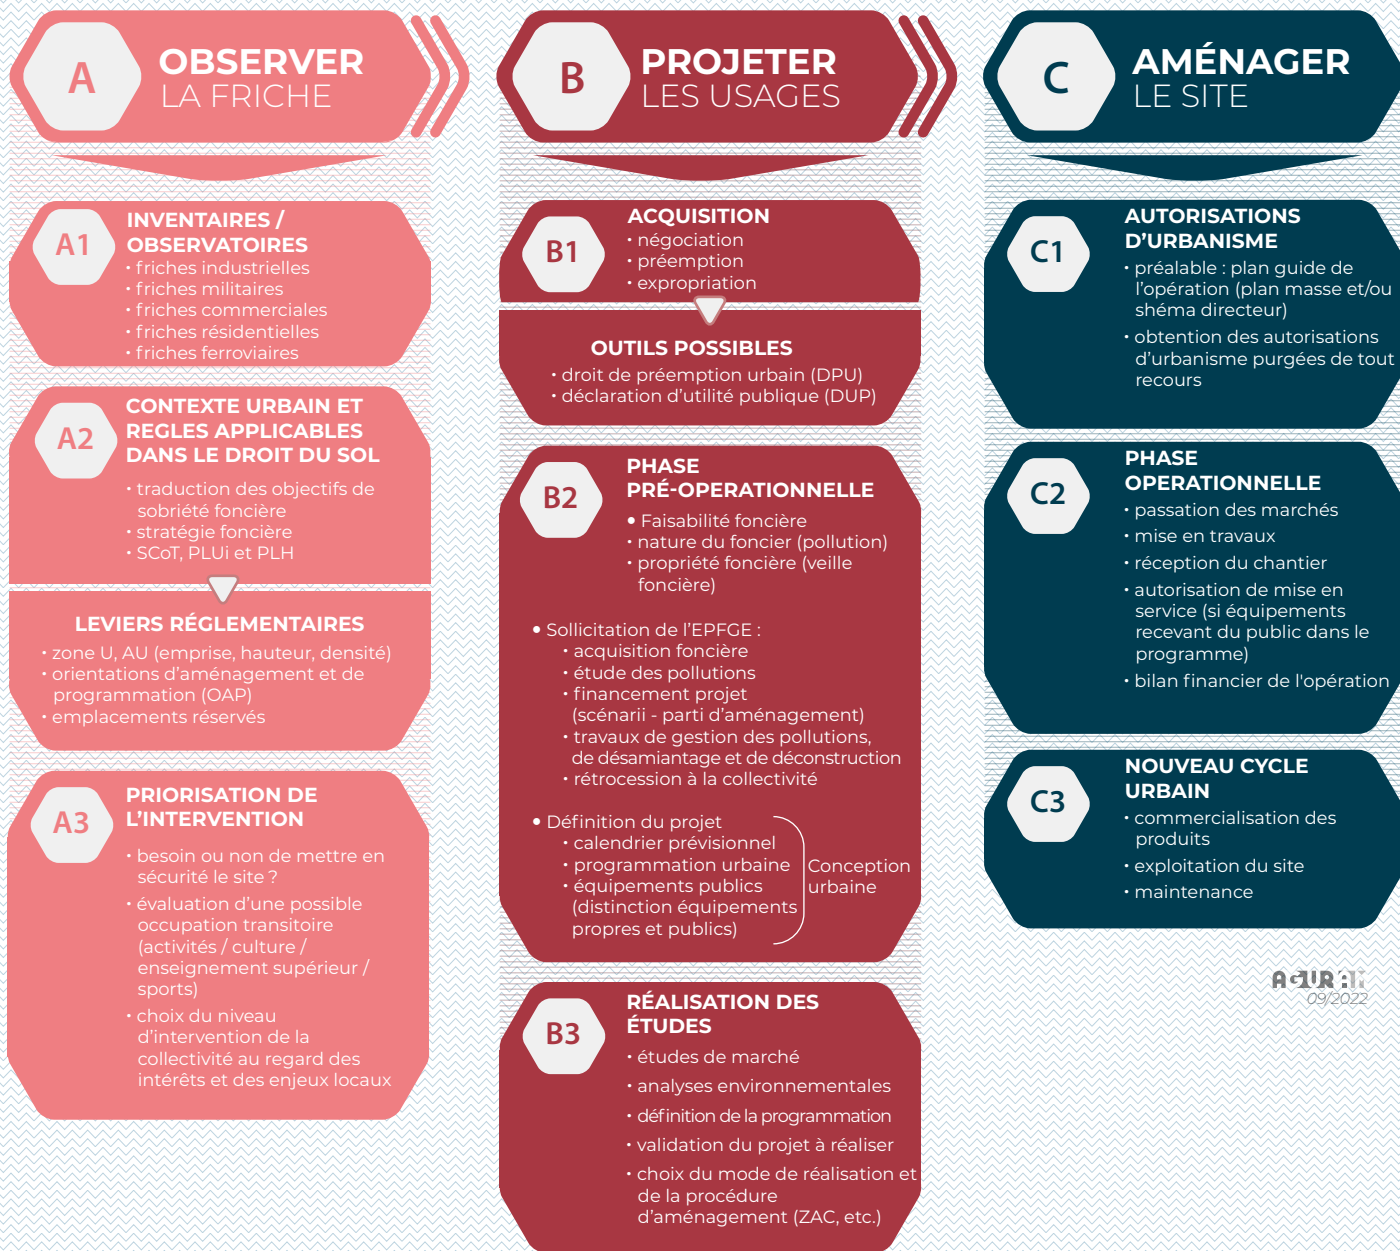 A
OBSERVER
LA FRICHE
A1
INVENTAIRES /
OBSERVATOIRES
• friches industrielles
• friches militaires
• friches commerciales
• friches résidentielles
• friches ferroviaires
A2
CONTEXTE URBAIN ET
REGLES APPLICABLES
DANS LE DROIT DU SOL
• traduction des objectifs de
sobriété foncière
• stratégie foncière
• SCoT, PLUi et PLH
LEVIERS RÉGLEMENTAIRES
• zone U, AU (emprise, hauteur, densité)
• orientations d’aménagement et de
programmation (OAP)
• emplacements réservés
A3
PRIORISATION DE
L’INTERVENTION
• besoin ou non de mettre en
sécurité le site ?
• évaluation d’une possible
occupation transitoire
(activités / culture /
enseignement supérieur /
sports)
• choix du niveau
d’intervention de la
collectivité au regard des
intérêts et des enjeux locaux
B
PROJETER
LES USAGES
B1
ACQUISITION
• négociation
• préemption
• expropriation
OUTILS POSSIBLES
• droit de préemption urbain (DPU)
• déclaration d’utilité publique (DUP)
B2
PHASE
PRÉ-OPERATIONNELLE
• Faisabilité foncière
• nature du foncier (pollution)
• propriété foncière (veille
foncière)
• Sollicitation de l’EPFGE :
• acquisition foncière
• étude des pollutions
• financement projet
(scénarii - parti d’aménagement)
• travaux de gestion des pollutions,
de désamiantage et de déconstruction
• rétrocession à la collectivité
• Définition du projet
• calendrier prévisionnel
• programmation urbaine
• équipements publics
(distinction équipements
propres et publics)
Conception
urbaine
B3
RÉALISATION DES
ÉTUDES
• études de marché
• analyses environnementales
• définition de la programmation
• validation du projet à réaliser
• choix du mode de réalisation et
de la procédure
d’aménagement (ZAC, etc.)
C
AMÉNAGER
LE SITE
C1
AUTORISATIONS
D’URBANISME
• préalable : plan guide de
l’opération (plan masse et/ou
shéma directeur)
• obtention des autorisations
d’urbanisme purgées de tout
recours
C2
PHASE
OPERATIONNELLE
• passation des marchés
• mise en travaux
• réception du chantier
• autorisation de mise en
service (si équipements
recevant du public dans le
programme)
• bilan financier de l'opération
C3
NOUVEAU CYCLE
URBAIN
• commercialisation des
produits
• exploitation du site
• maintenance
AGURAM
09/2022